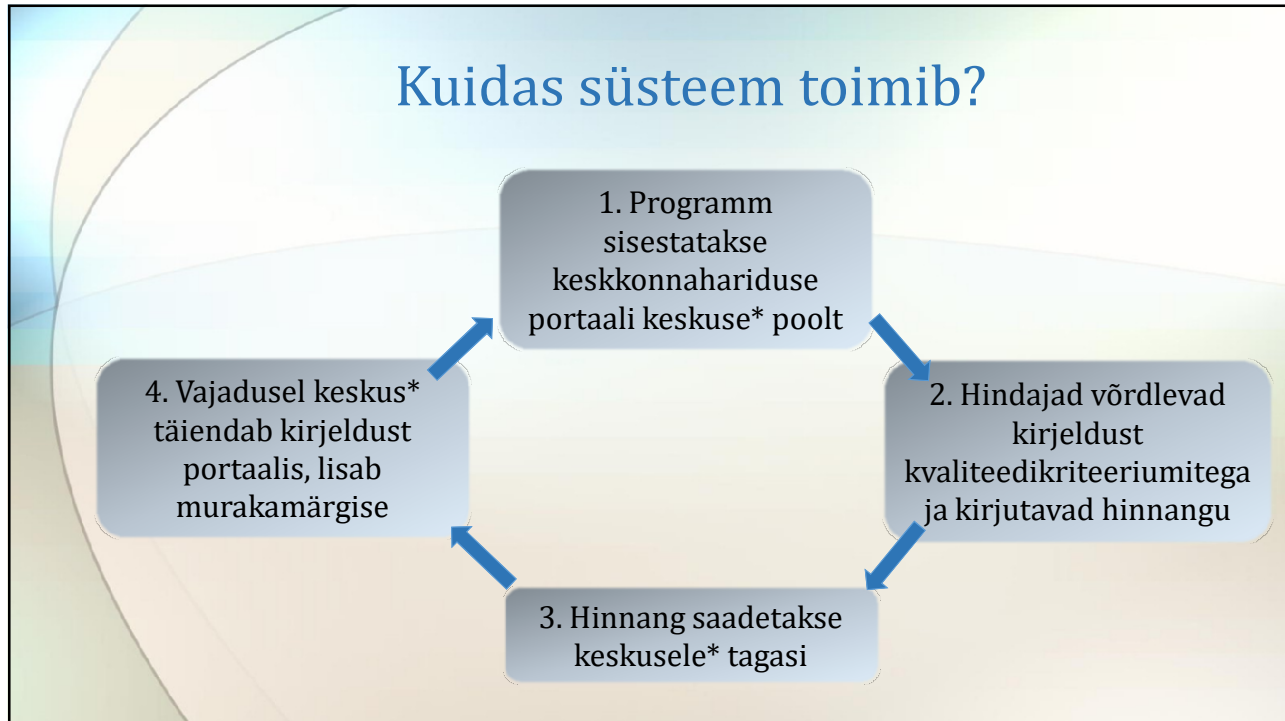 Kuidas süsteem toimib?
1. Programm
sisestatakse
keskkonnahariduse
portaali keskuse* poolt
2. Hindajad võrdlevad
kirjeldust
kvaliteedikriteeriumitega
ja kirjutavad hinnangu
3. Hinnang saadetakse
keskusele* tagasi
4. Vajadusel keskus*
täiendab kirjeldust
portaalis, lisab
murakamärgise